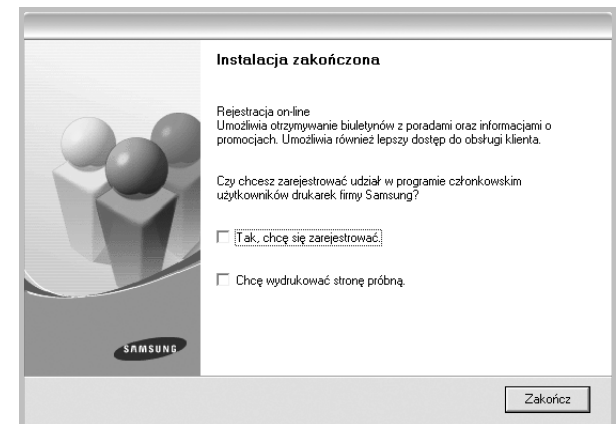 Instalacja zakończona
Rejestracja on-line
Umożliwia otrzymywanie biuletynów z poradami oraz informacjami o
promocjach. Umożliwia również lepszy dostęp do obsługi klienta.
Czy chcesz zarejestrować udział w programie członkowskim
użytkowników drukarek firmy Samsung?
Tak, chcę się zarejestrować.
Chcę wydrukować stronę próbną.
SAMSUNG
Zakończ